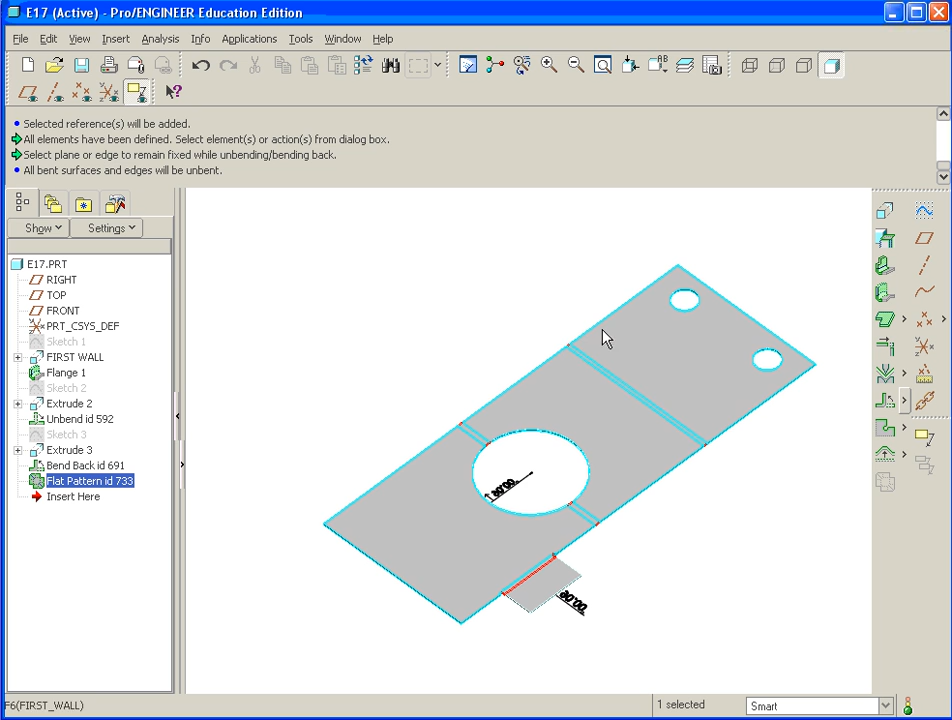 E17 (Active) - Pro/ENGINEER Education Edition
File Edit View Insert Analysis Info Applications Tools Window Help
Selected reference(s) will be added.
All elements have been defined. Select element(s) or action(s) from dialog box.
Select plane or edge to remain fixed while unbending/bending back.
All bent surfaces and edges will be unbent.
Show Settings
E17.PRT
RIGHT
TOP
FRONT
PRT_CSYS_DEF
Sketch 1
FIRST WALL
Flange 1
Sketch 2
Extrude 2
Unbend id 592
Sketch 3
Extrude 3
Bend Back id 691
Flat Pattern id 733
Insert Here
F6(FIRST_WALL)
1 selected
Smart